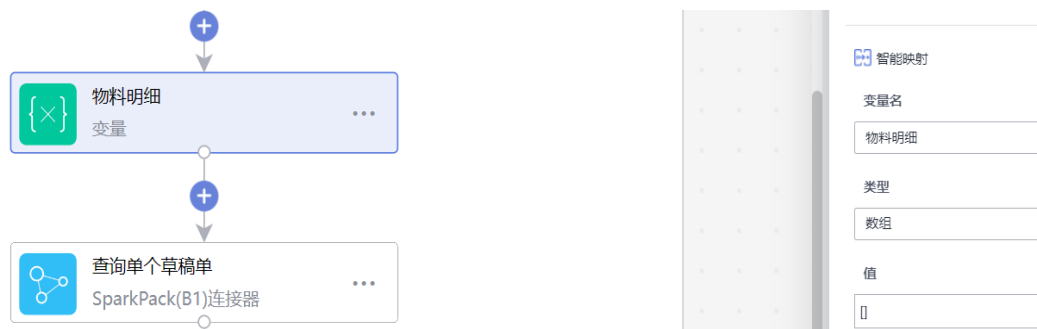 物料明细
变量
查询单个草稿单
SparkPack(B1)连接器
智能映射
变量名
物料明细
类型
数组
值
[]